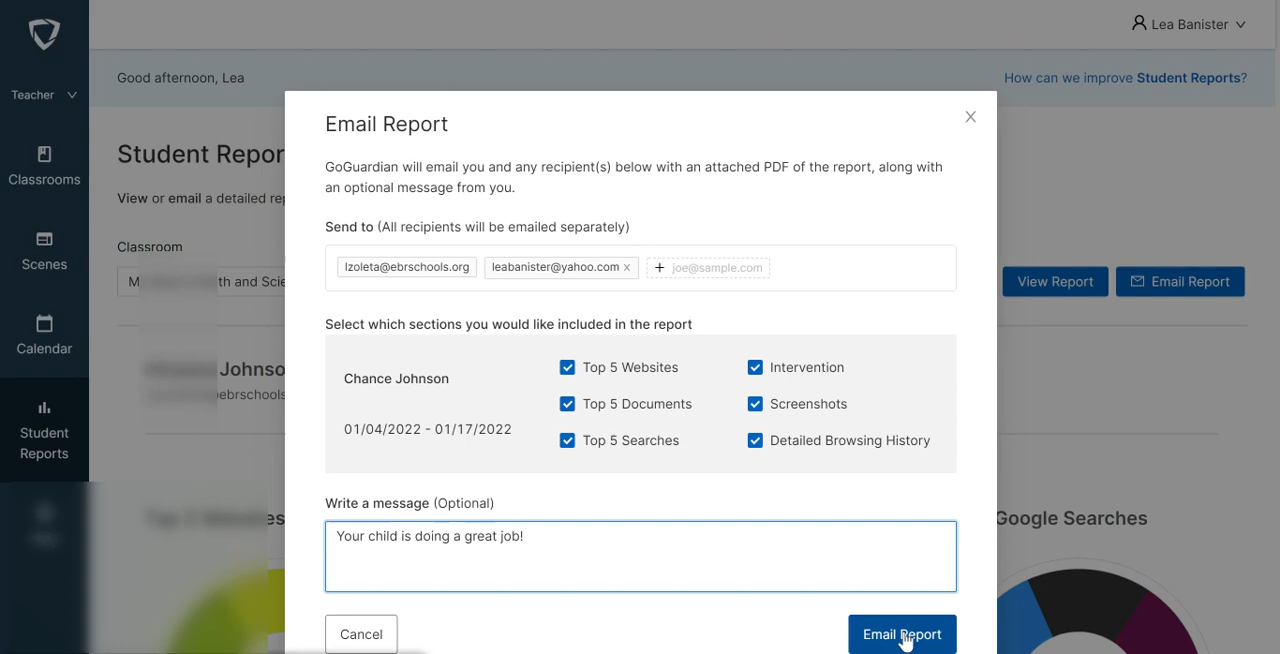 Lea Banister
Teacher
Good afternoon, Lea
How can we improve Student Reports?
Classrooms
Scenes
Calendar
Student
Reports
Student Repor
View or email a detailed rep
Classroom
th and Scie
View Report
Email Report
Johnso
ebrschools
Email Report
GoGuardian will email you and any recipient(s) below with an attached PDF of the report, along with
an optional message from you.
Send to (All recipients will be emailed separately)
lzoleta@ebrschools.org leabanister@yahoo.com x + joe@sample.com
Select which sections you would like included in the report
Chance Johnson
01/04/2022 - 01/17/2022
Top 5 Websites
Intervention
Top 5 Documents
Screenshots
Top 5 Searches
Detailed Browsing History
Write a message (Optional)
Google Searches
Your child is doing a great job!
Cancel
Email Report